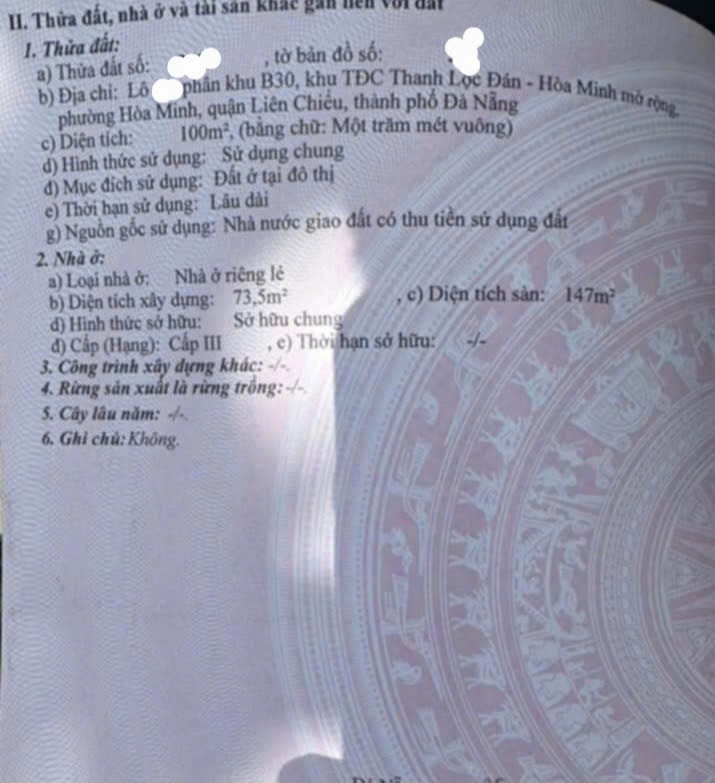 II. Thửa đất, nhà ở và tài sản khác gắn liền với đất
1. Thửa đất:
a) Thửa đất số: , tờ bản đồ số:
b) Địa chỉ: Lô phân khu B30, khu TĐC Thanh Lộc Đán - Hòa Minh mở rộng,
phường Hòa Minh, quận Liên Chiểu, thành phố Đà Nẵng
c) Diện tích: 100m², (bằng chữ: Một trăm mét vuông)
d) Hình thức sử dụng: Sử dụng chung
đ) Mục đích sử dụng: Đất ở tại đô thị
e) Thời hạn sử dụng: Lâu dài
g) Nguồn gốc sử dụng: Nhà nước giao đất có thu tiền sử dụng đất
2. Nhà ở:
a) Loại nhà ở: Nhà ở riêng lẻ
b) Diện tích xây dựng: 73,5m² , c) Diện tích sàn: 147m²
d) Hình thức sở hữu: Sở hữu chung
đ) Cấp (Hạng): Cấp III , e) Thời hạn sở hữu: -/-
3. Công trình xây dựng khác: -/-.
4. Rừng sản xuất là rừng trồng: -/-.
5. Cây lâu năm: -/-.
6. Ghi chú: Không.